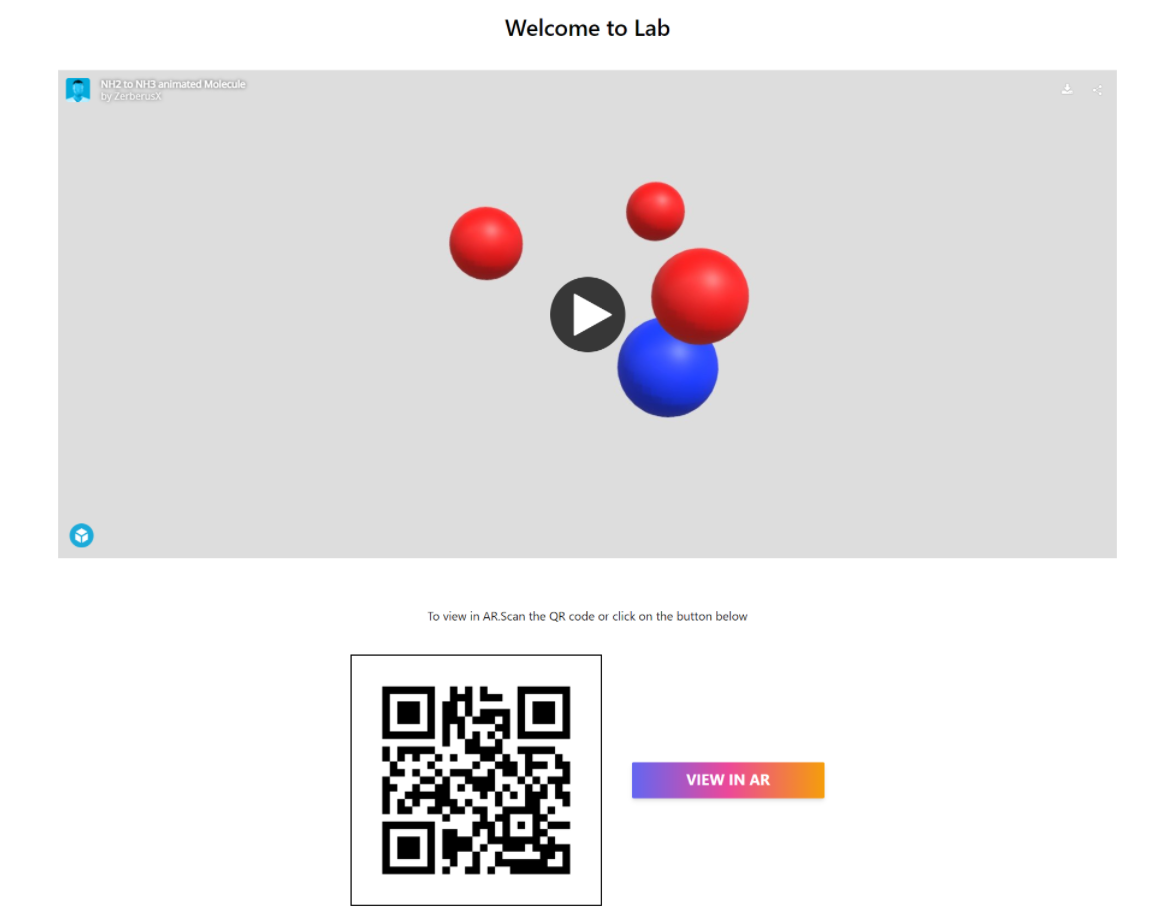 Welcome to Lab
NH2 to NH3 animated Molecule
by ZerberusX
To view in AR.Scan the QR code or click on the button below
VIEW IN AR